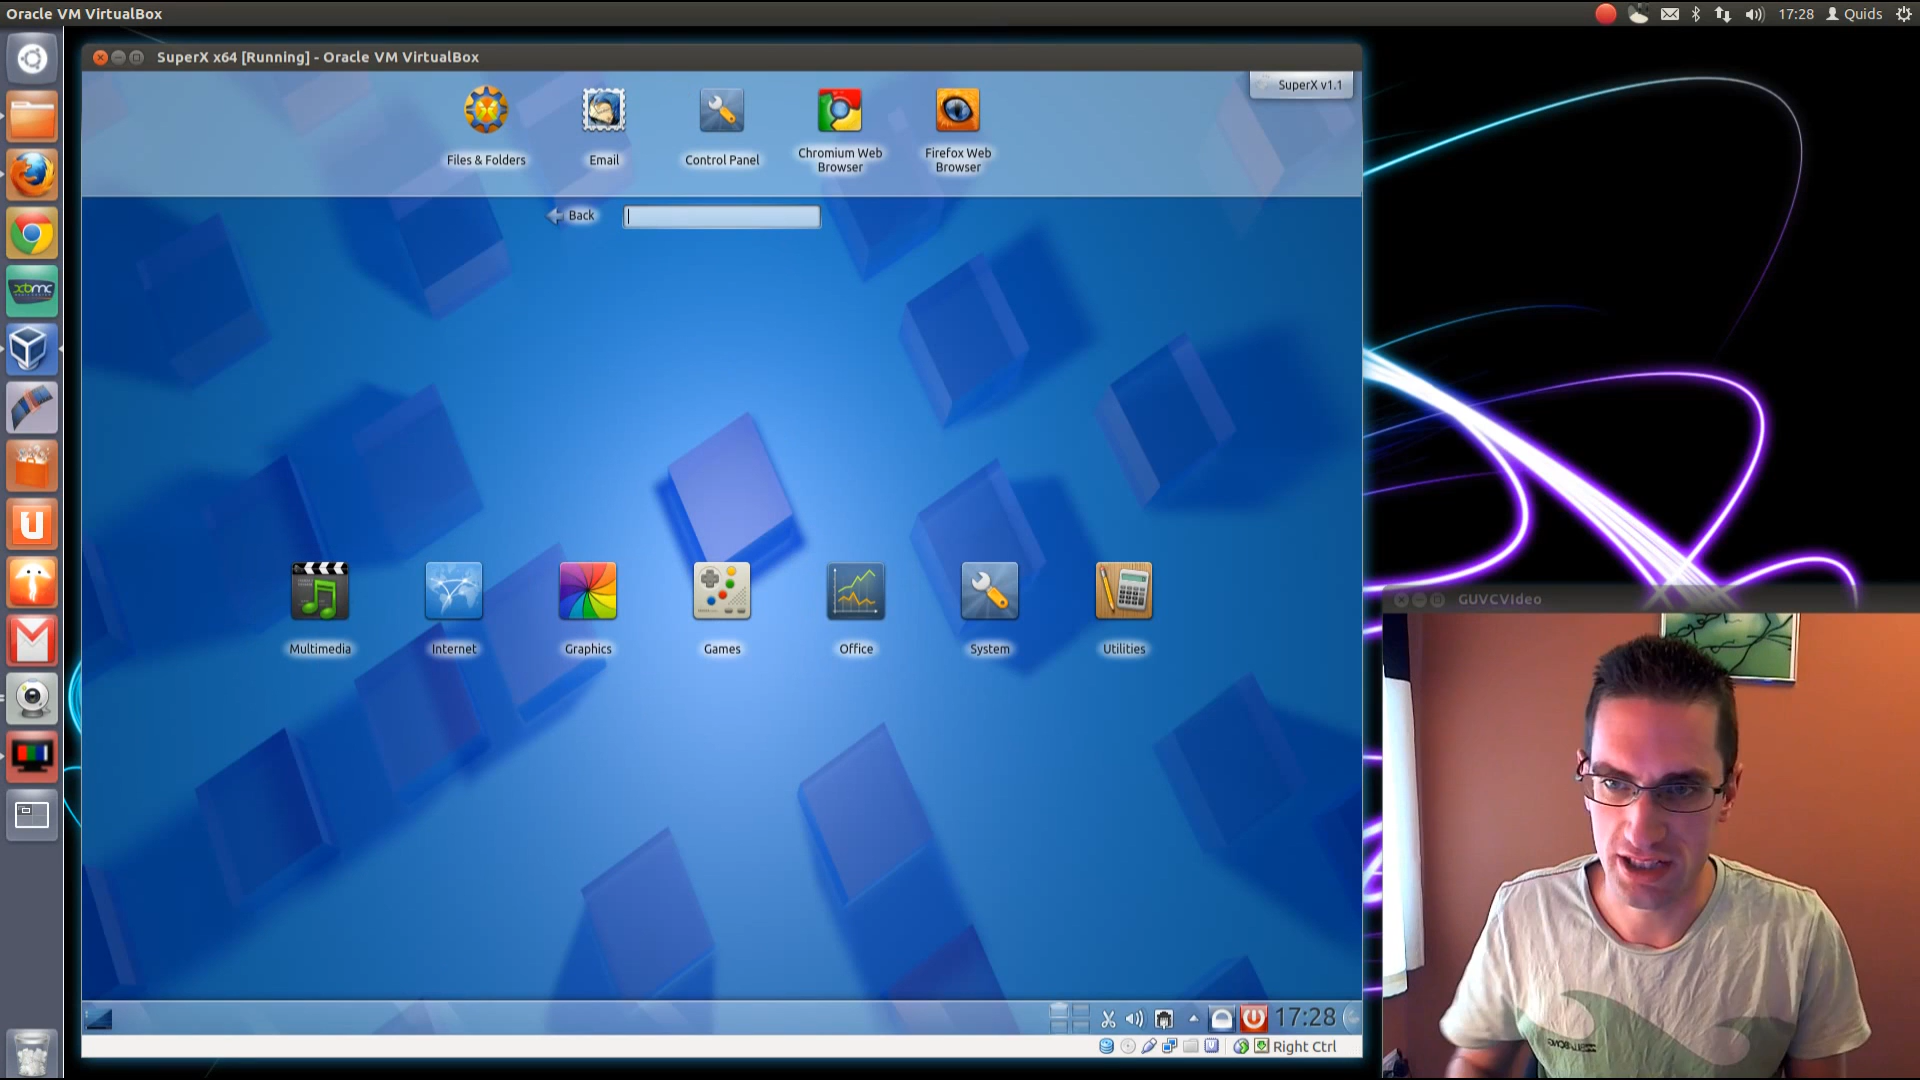 Oracle VM VirtualBox
17:28
Quids
SuperX x64 [Running] - Oracle VM VirtualBox
SuperX v1.1
Files & Folders
Email
Control Panel
Chromium Web
Browser
Firefox Web
Browser
Back
xbmc
Multimedia
Internet
Graphics
Games
Office
System
Utilities
GUVCVideo
17:28
Right Ctrl